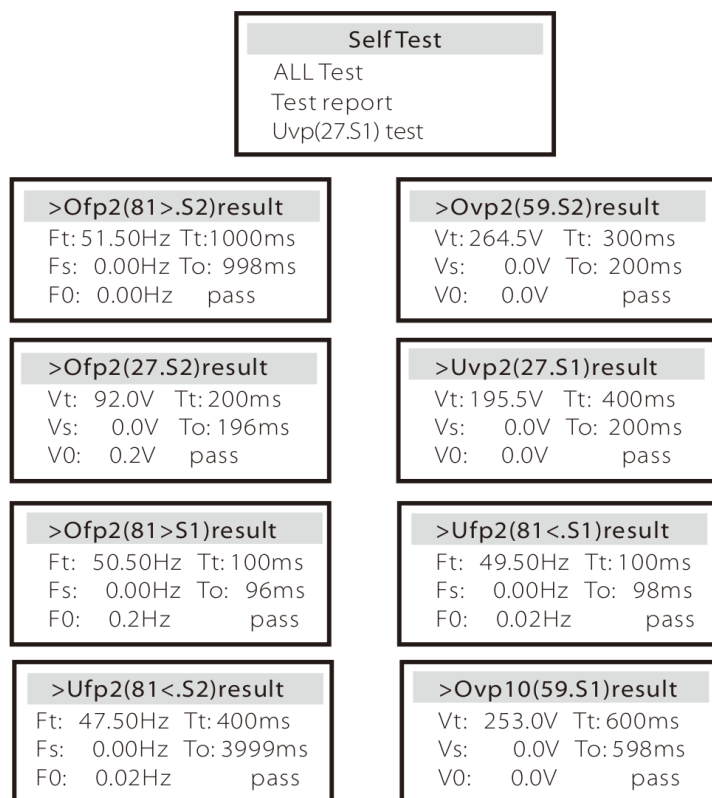 Self Test
ALL Test
Test report
Uvp(27.S1) test
>Ofp2(81>.S2)result
Ft: 51.50Hz Tt:1000ms
Fs: 0.00Hz To: 998ms
F0: 0.00Hz pass
>Ovp2(59.S2)result
Vt: 264.5V Tt: 300ms
Vs: 0.0V To: 200ms
V0: 0.0V pass
>Ofp2(27.S2)result
Vt: 92.0V Tt: 200ms
Vs: 0.0V To: 196ms
V0: 0.2V pass
>Uvp2(27.S1)result
Vt: 195.5V Tt: 400ms
Vs: 0.0V To: 200ms
V0: 0.0V pass
>Ofp2(81>S1)result
Ft: 50.50Hz Tt: 100ms
Fs: 0.00Hz To: 96ms
F0: 0.2Hz pass
>Ufp2(81<.S1)result
Ft: 49.50Hz Tt: 100ms
Fs: 0.00Hz To: 98ms
F0: 0.02Hz pass
>Ufp2(81<.S2)result
Ft: 47.50Hz Tt: 400ms
Fs: 0.00Hz To: 3999ms
F0: 0.02Hz pass
>Ovp10(59.S1)result
Vt: 253.0V Tt: 600ms
Vs: 0.0V To: 598ms
V0: 0.0V pass